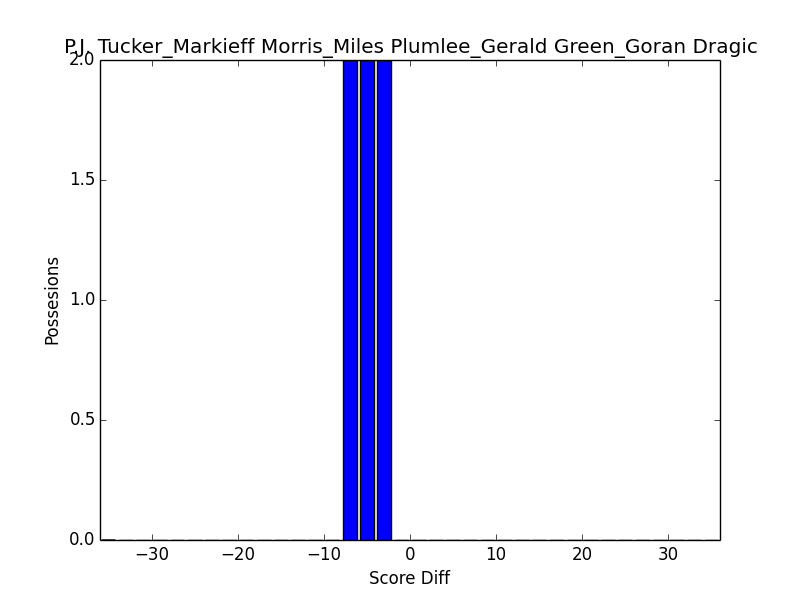 P.J. Tucker_Markieff Morris_Miles Plumlee_Gerald Green_Goran Dragic
2.0
1.5
1.0
0.5
0.0
Possesions
−30 −20 −10 0 10 20 30
Score Diff